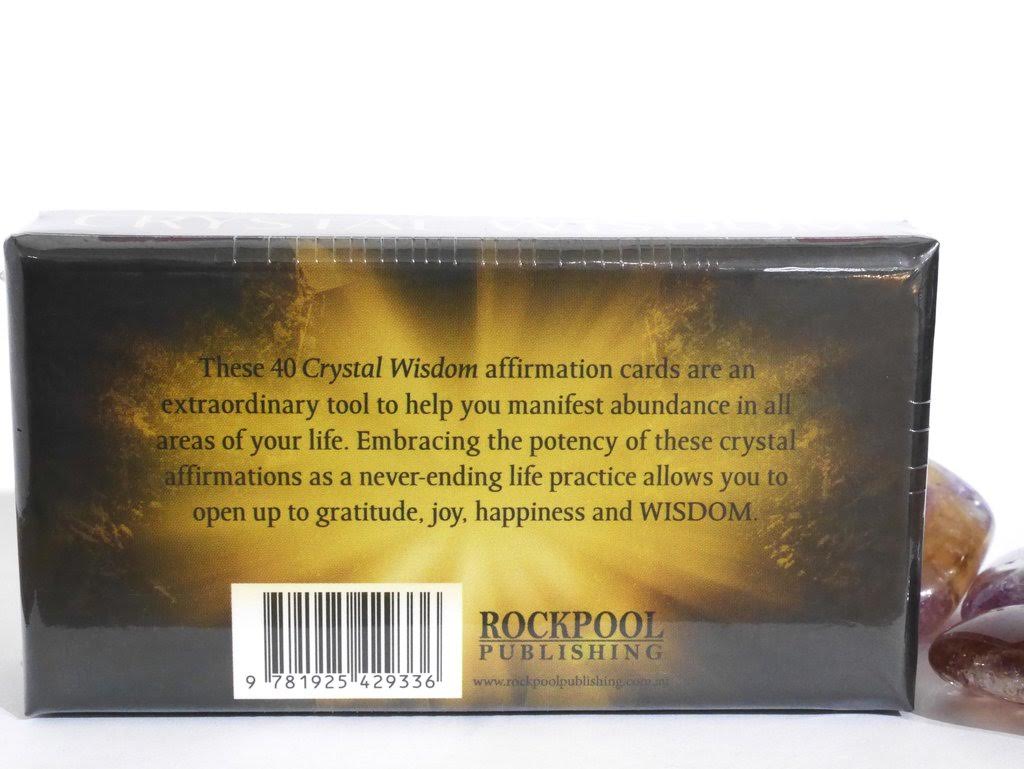 CRYSTAL WISDOM
These 40 Crystal Wisdom affirmation cards are an
extraordinary tool to help you manifest abundance in all
areas of your life. Embracing the potency of these crystal
affirmations as a never-ending life practice allows you to
open up to gratitude, joy, happiness and WISDOM.
9 781925 429336
ROCKPOOL
PUBLISHING
www.rockpoolpublishing.com.au